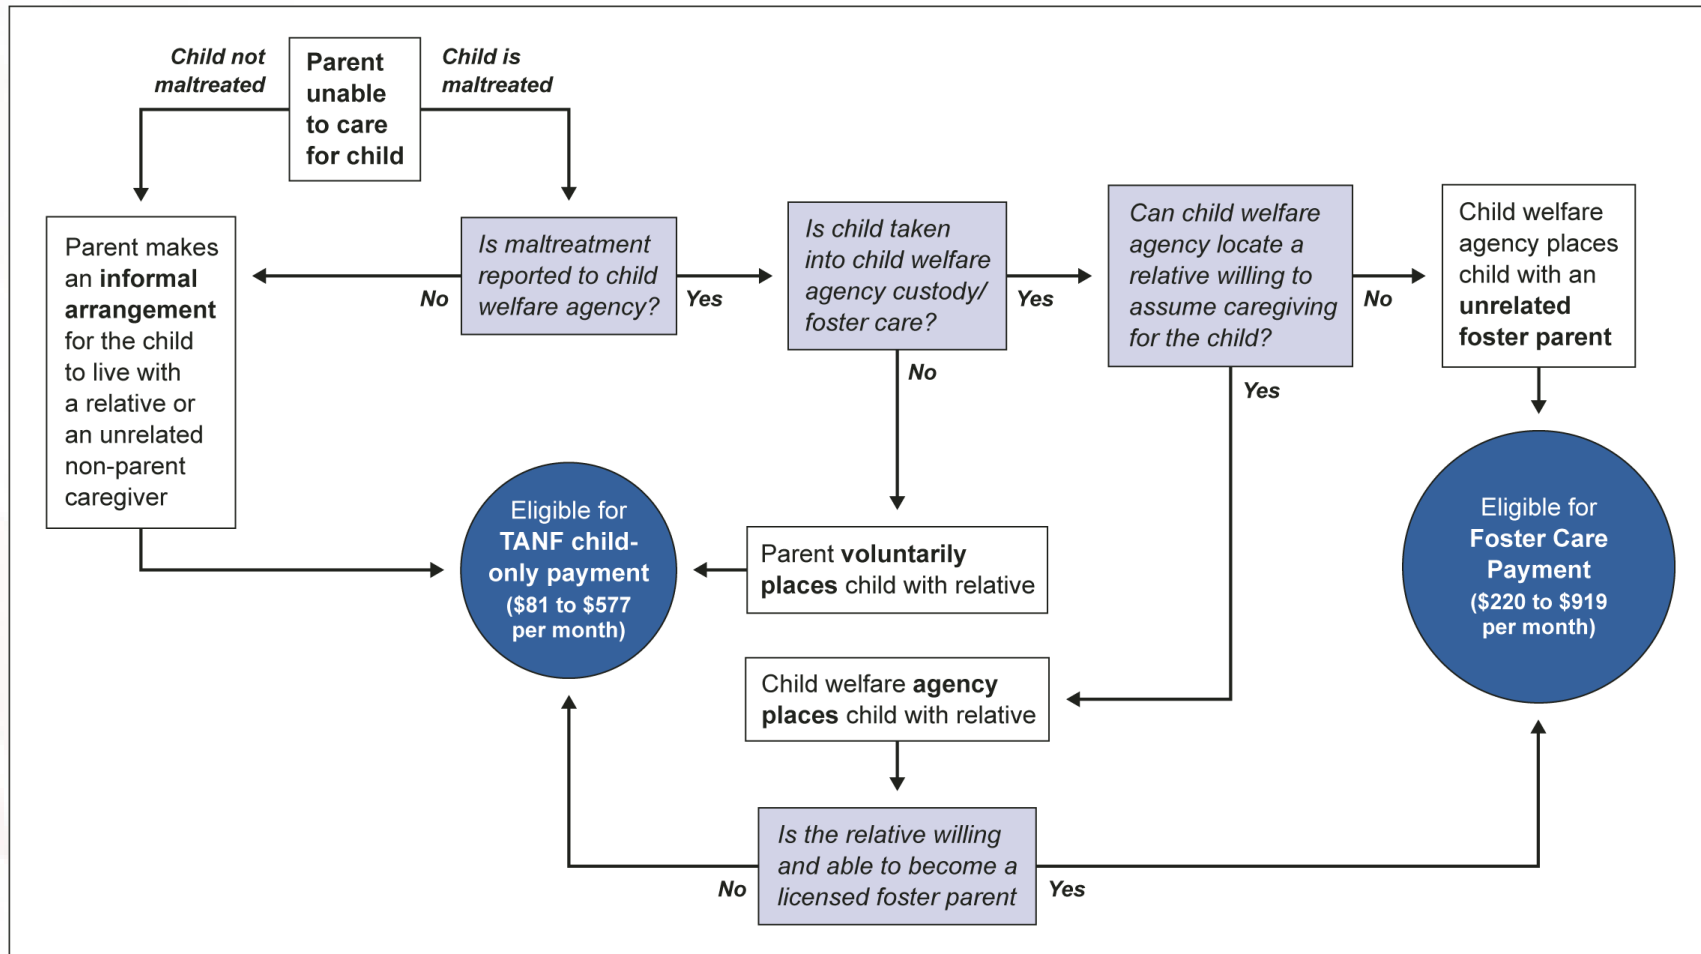 Child not
maltreated
Parent
unable
to care
for child
Child is
maltreated
Parent makes
an informal
arrangement
for the child
to live with
a relative or
an unrelated
non-parent
caregiver
No
Is maltreatment
reported to child
welfare agency?
Yes
Is child taken
into child welfare
agency custody/
foster care?
Yes
No
Can child welfare
agency locate a
relative willing to
assume caregiving
for the child?
No
Yes
Child welfare
agency places
child with an
unrelated
foster parent
Eligible for
TANF child-
only payment
($81 to $577
per month)
Parent voluntarily
places child with relative
Eligible for
Foster Care
Payment
($220 to $919
per month)
Child welfare agency
places child with relative
No
Is the relative willing
and able to become a
licensed foster parent
Yes